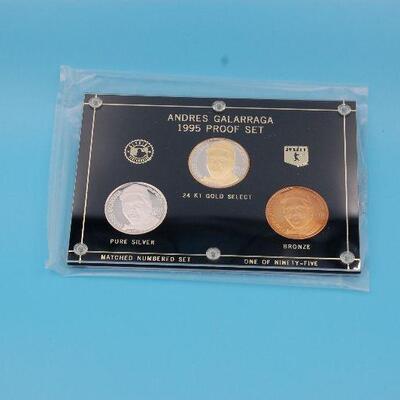 ANDRES GALARRAGA
1995 PROOF SET
24 KT GOLD SELECT
PURE SILVER
BRONZE
MATCHED NUMBERED SET
ONE OF NINETY-FIVE